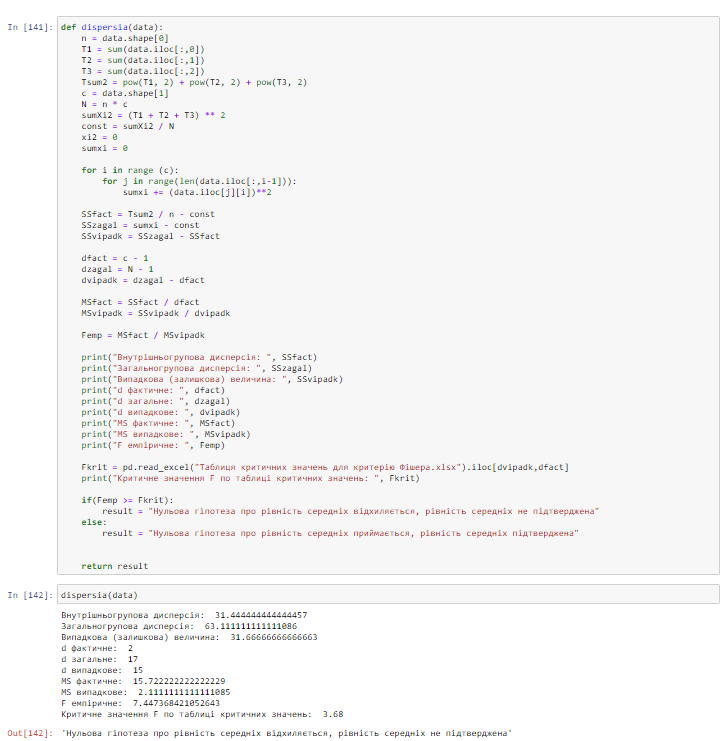 In [141]: def dispersia(data):
    n = data.shape[0]
    T1 = sum(data.iloc[:,0])
    T2 = sum(data.iloc[:,1])
    T3 = sum(data.iloc[:,2])
    Tsum2 = pow(T1, 2) + pow(T2, 2) + pow(T3, 2)
    c = data.shape[1]
    N = n * c
    sumXi2 = (T1 + T2 + T3) ** 2
    const = sumXi2 / N
    xi2 = 0
    sumxi = 0

    for i in range (c):
        for j in range(len(data.iloc[:,i-1])):
            sumxi += (data.iloc[j][i])**2

    SSfact = Tsum2 / n - const
    SSzagal = sumxi - const
    SSvipadk = SSzagal - SSfact

    dfact = c - 1
    dzagal = N - 1
    dvipadk = dzagal - dfact

    MSfact = SSfact / dfact
    MSvipadk = SSvipadk / dvipadk

    Femp = MSfact / MSvipadk

    print("Внутрішньогрупова дисперсія: ", SSfact)
    print("Загальногрупова дисперсія: ", SSzagal)
    print("Випадкова (залишкова) величина: ", SSvipadk)
    print("d фактичне: ", dfact)
    print("d загальне: ", dzagal)
    print("d випадкове: ", dvipadk)
    print("MS фактичне: ", MSfact)
    print("MS випадкове: ", MSvipadk)
    print("F емпіричне: ", Femp)

    Fkrit = pd.read_excel("Таблиця критичних значень для критерію Фішера.xlsx").iloc[dvipadk,dfact]
    print("Критичне значення F по таблиці критичних значень: ", Fkrit)

    if(Femp >= Fkrit):
        result = "Нульова гіпотеза про рівність середніх відхиляється, рівність середніх не підтверджена"
    else:
        result = "Нульова гіпотеза про рівність середніх приймається, рівність середніх підтверджена"

    return result
In [142]: dispersia(data)
Внутрішньогрупова дисперсія:  31.444444444444457
Загальногрупова дисперсія:  63.111111111111086
Випадкова (залишкова) величина:  31.66666666666663
d фактичне:  2
d загальне:  17
d випадкове:  15
MS фактичне:  15.722222222222229
MS випадкове:  2.1111111111111085
F емпіричне:  7.447368421052643
Критичне значення F по таблиці критичних значень:  3.68
Out[142]: 'Нульова гіпотеза про рівність середніх відхиляється, рівність середніх не підтверджена'